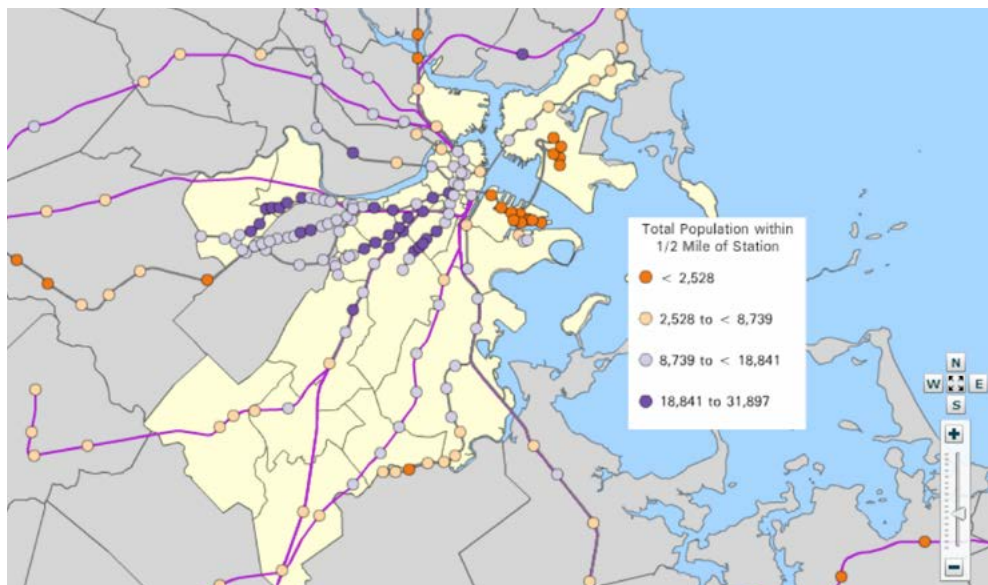 Total Population within
1/2 Mile of Station
< 2,528
2,528 to < 8,739
8,739 to < 18,841
18,841 to 31,897
N
W E
S